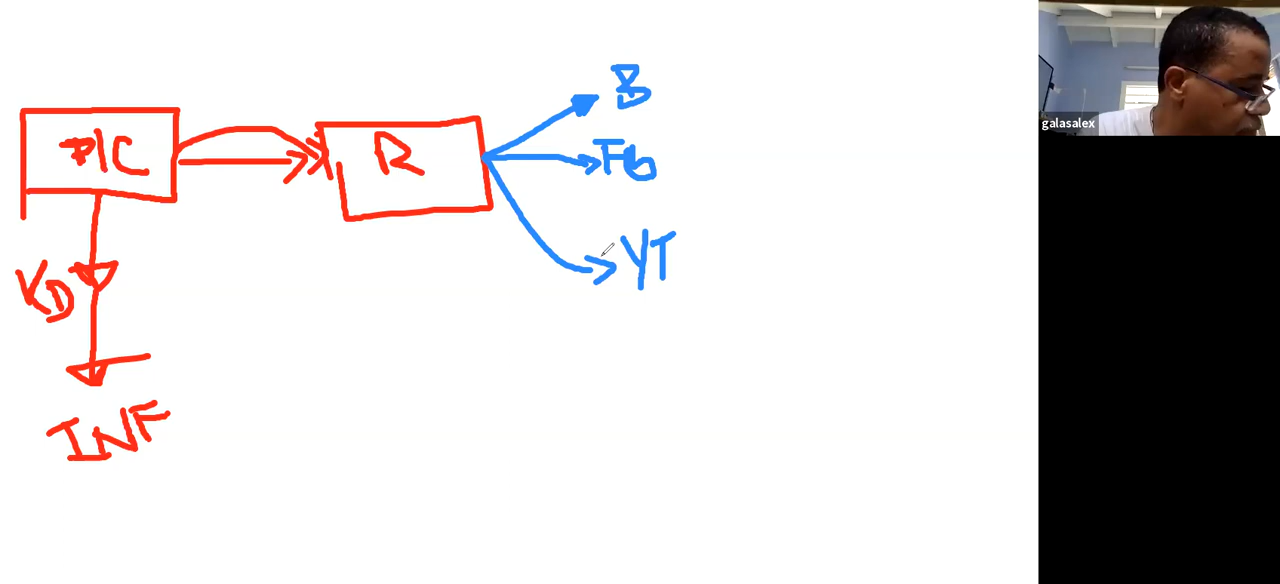 PIC
R
B
Fb
YT
KD
INF
galasalex